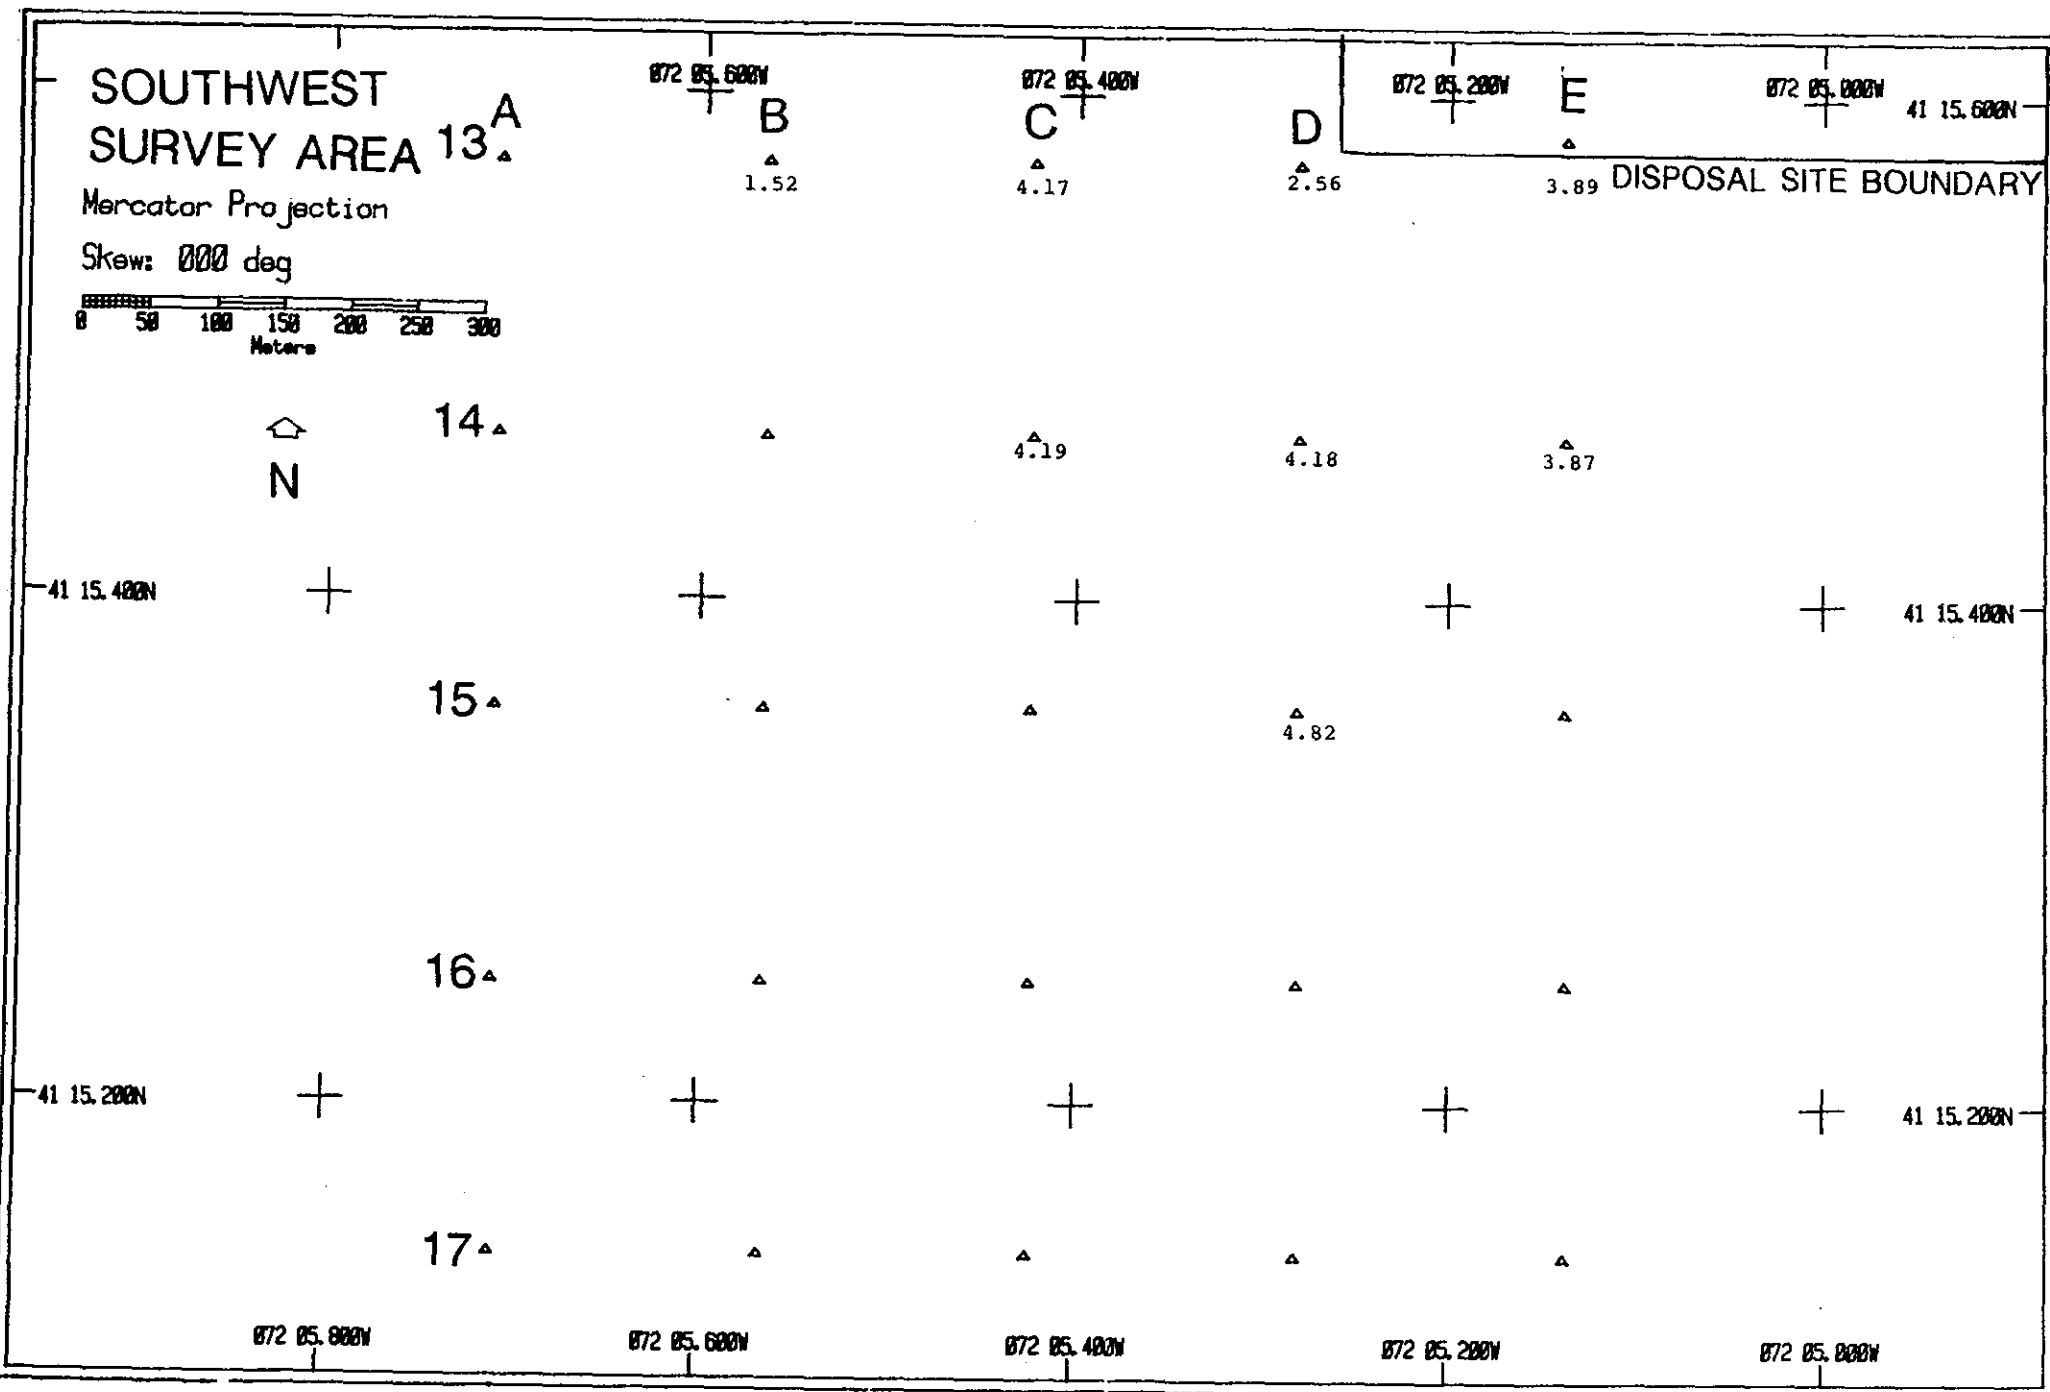 SOUTHWEST
SURVEY AREA
Mercator Projection
Skew: 000 deg
0 50 100 150 200 250 300
Meters
N
072 05.600W 072 05.400W 072 05.200W 072 05.000W
41 15.600N
A B C D E
13
1.52 4.17 2.56 3.89
DISPOSAL SITE BOUNDARY
14
4.19 4.18 3.87
41 15.400N 41 15.400N
15
4.82
16
41 15.200N 41 15.200N
17
072 05.800W 072 05.600W 072 05.400W 072 05.200W 072 05.000W